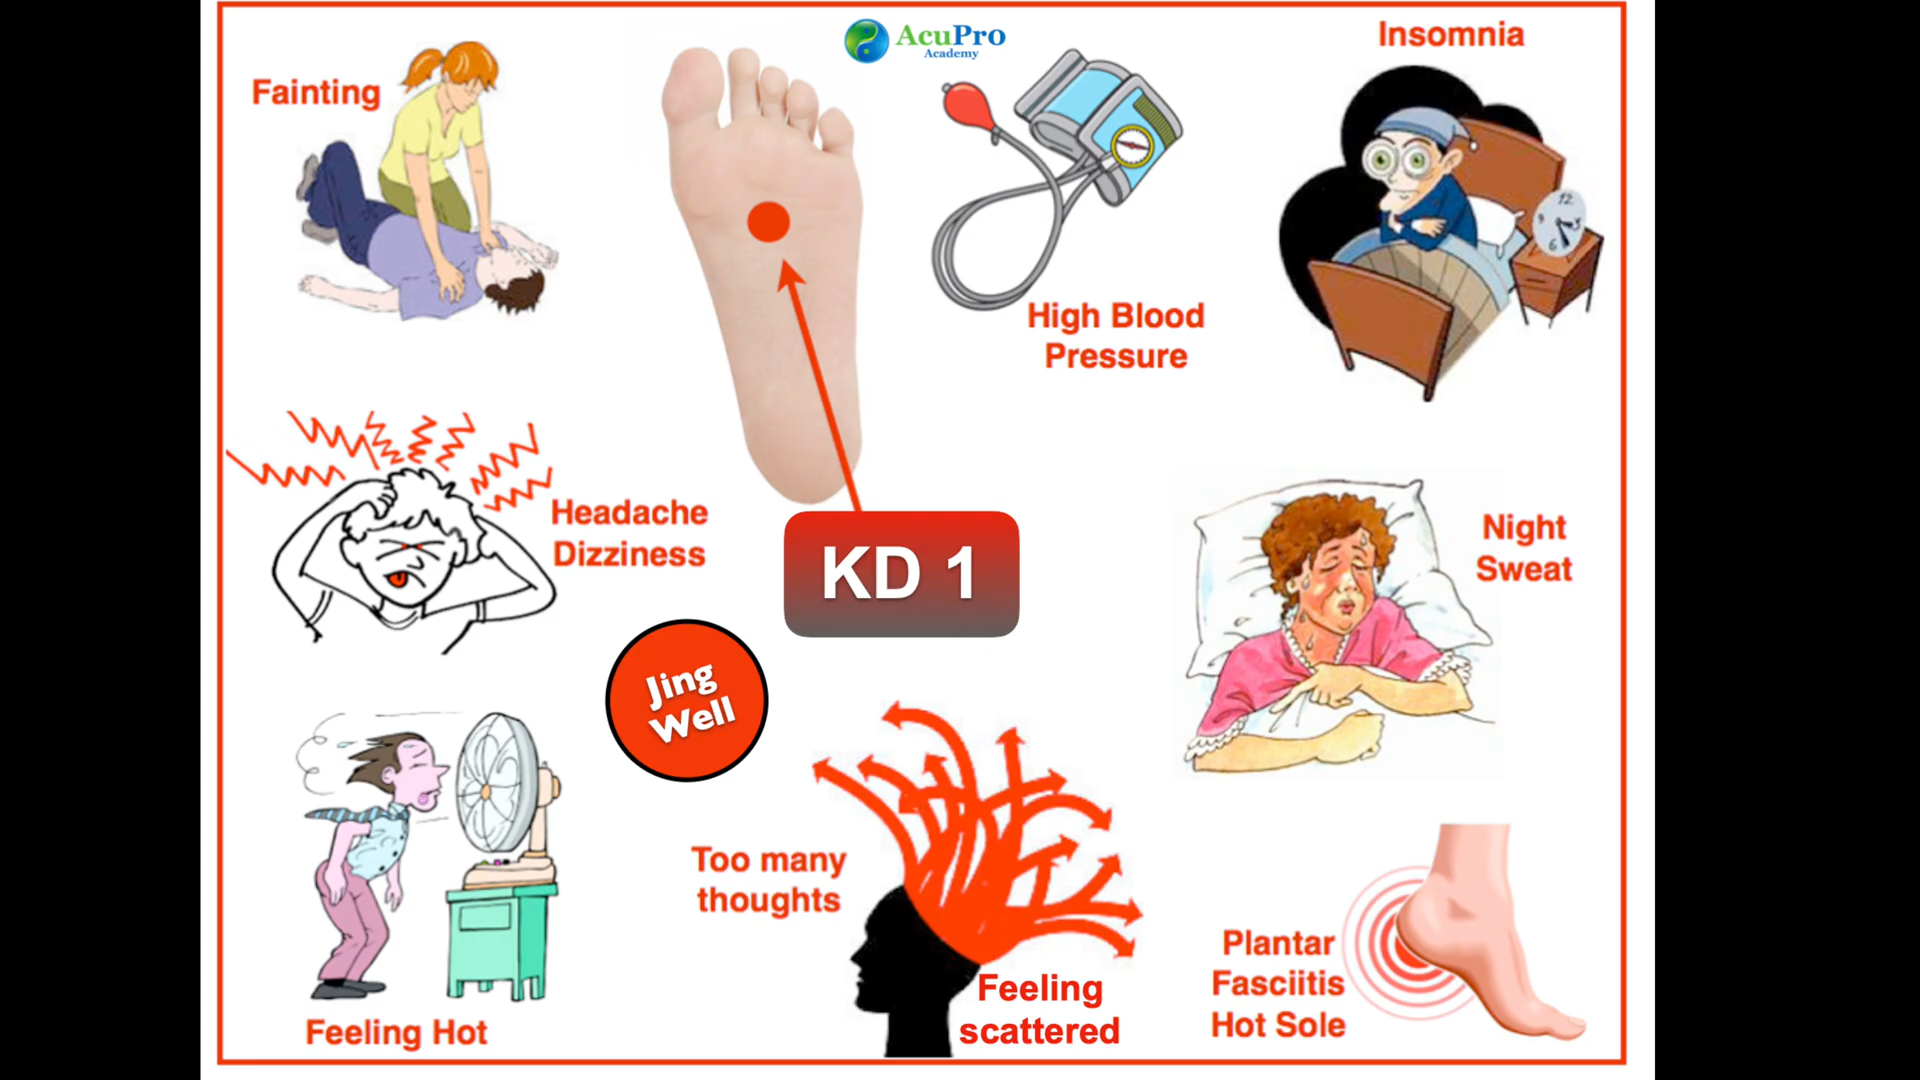 AcuPro
Academy
Fainting
Insomnia
High Blood
Pressure
Headache
Dizziness
KD 1
Night
Sweat
Jing
Well
Too many
thoughts
Feeling
scattered
Plantar
Fasciitis
Hot Sole
Feeling Hot